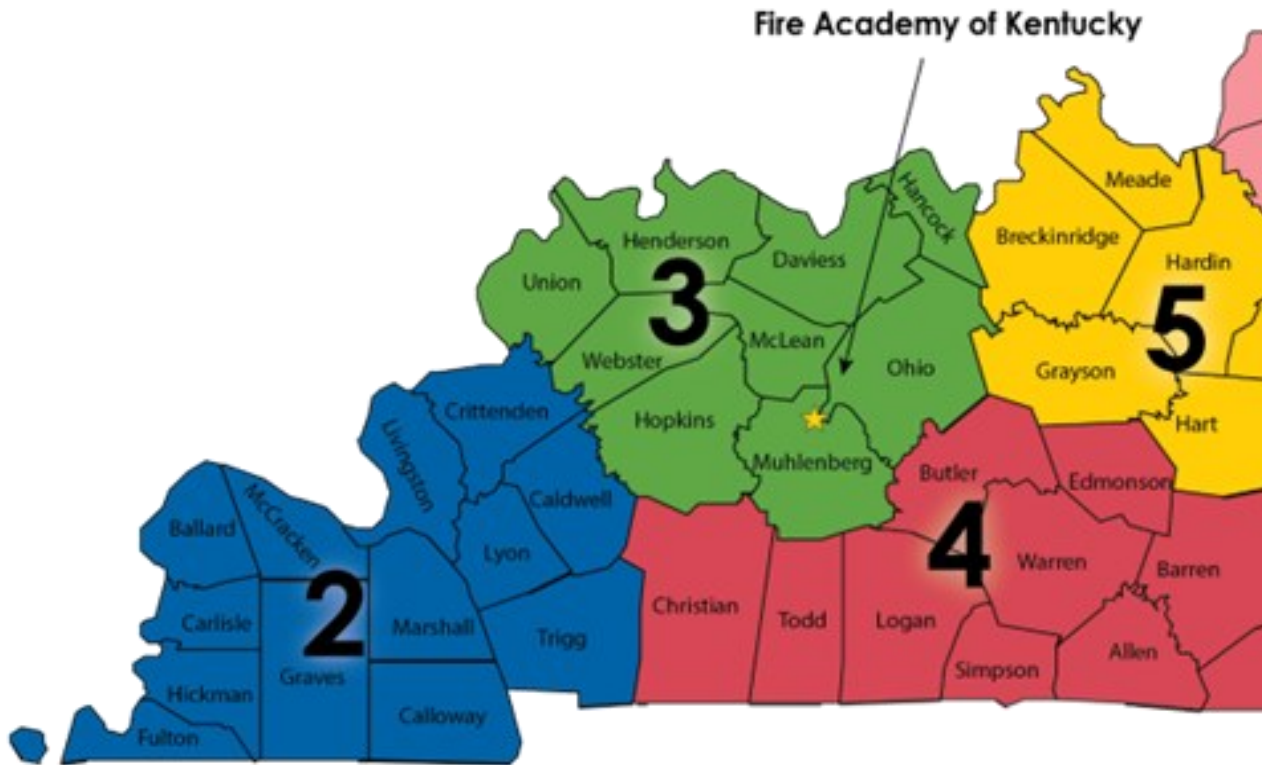 Fire Academy of Kentucky
Hancock
Meade
Breckinridge
Henderson
Daviess
Hardin
Union
3
5
McLean
Webster
Ohio
Grayson
Crittenden
Hopkins
Hart
Livingston
Muhlenberg
Butler
Edmonson
Caldwell
McCracken
Ballard
4
Lyon
Warren
Barren
2
Christian
Carlisle
Marshall
Todd
Logan
Trigg
Allen
Simpson
Graves
Hickman
Calloway
Fulton